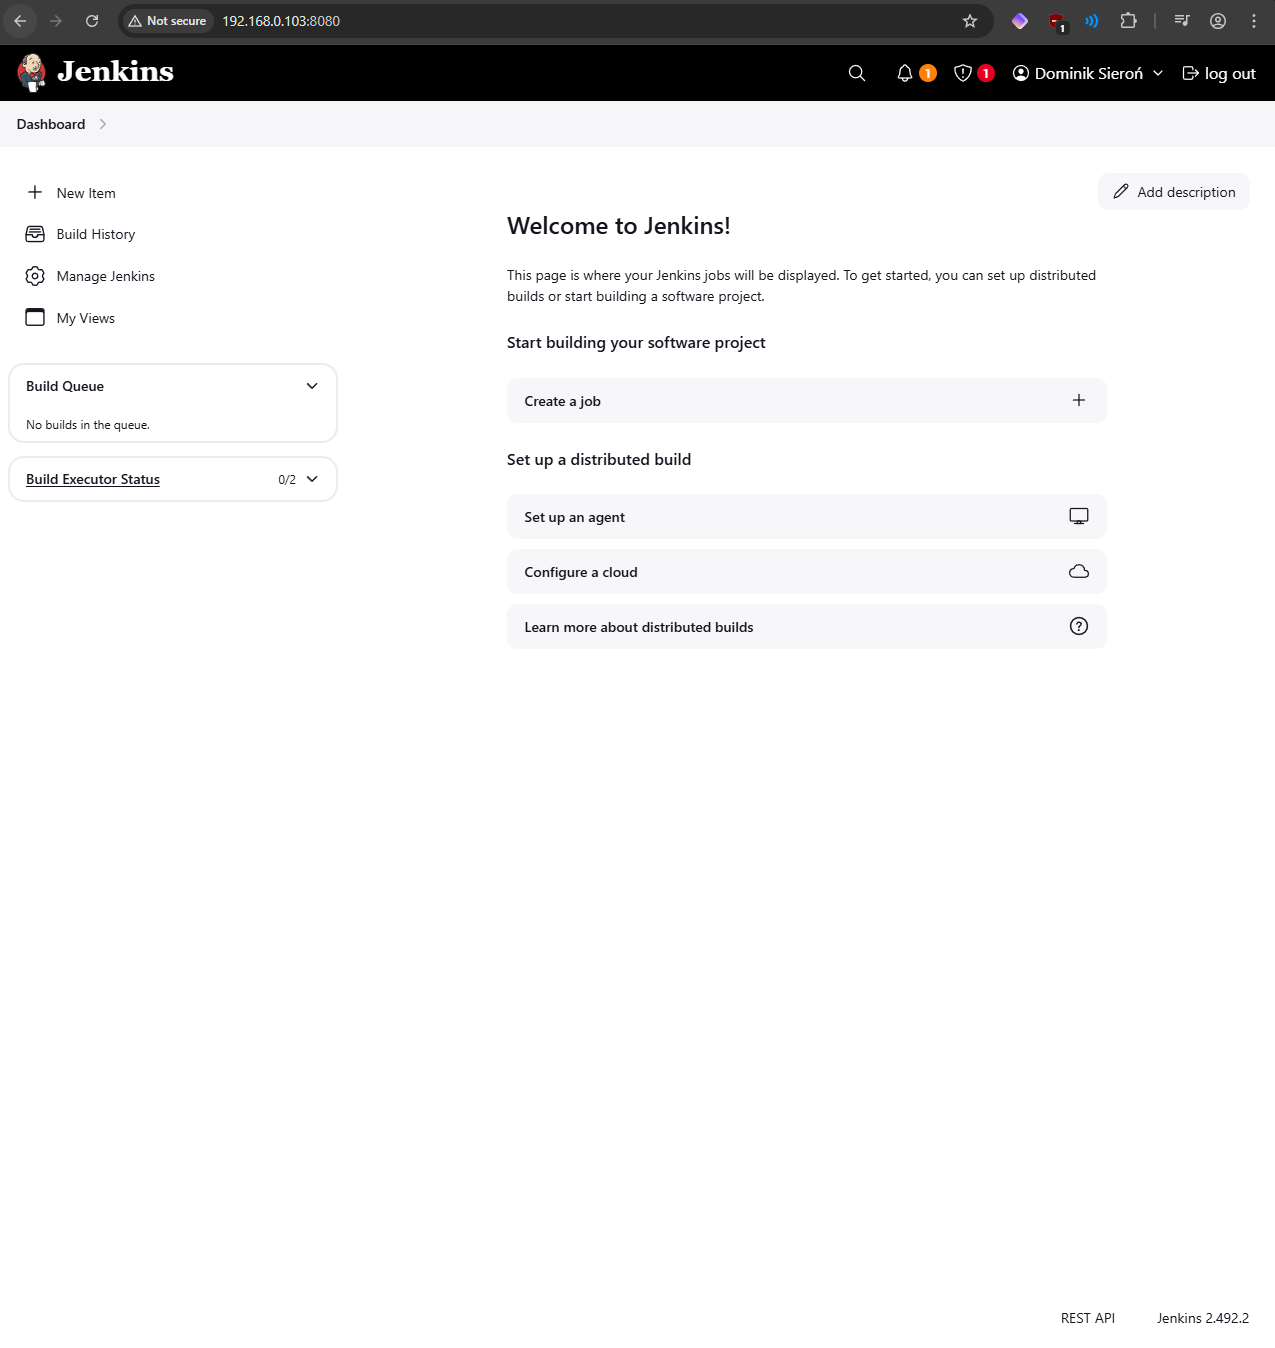 Not secure
192.168.0.103:8080
1
Jenkins
1
1
Dominik Sieroń
log out
Dashboard
New Item
Build History
Manage Jenkins
My Views
Build Queue
No builds in the queue.
Build Executor Status
0/2
Add description
Welcome to Jenkins!
This page is where your Jenkins jobs will be displayed. To get started, you can set up distributed
builds or start building a software project.
Start building your software project
Create a job
Set up a distributed build
Set up an agent
Configure a cloud
Learn more about distributed builds
REST API
Jenkins 2.492.2